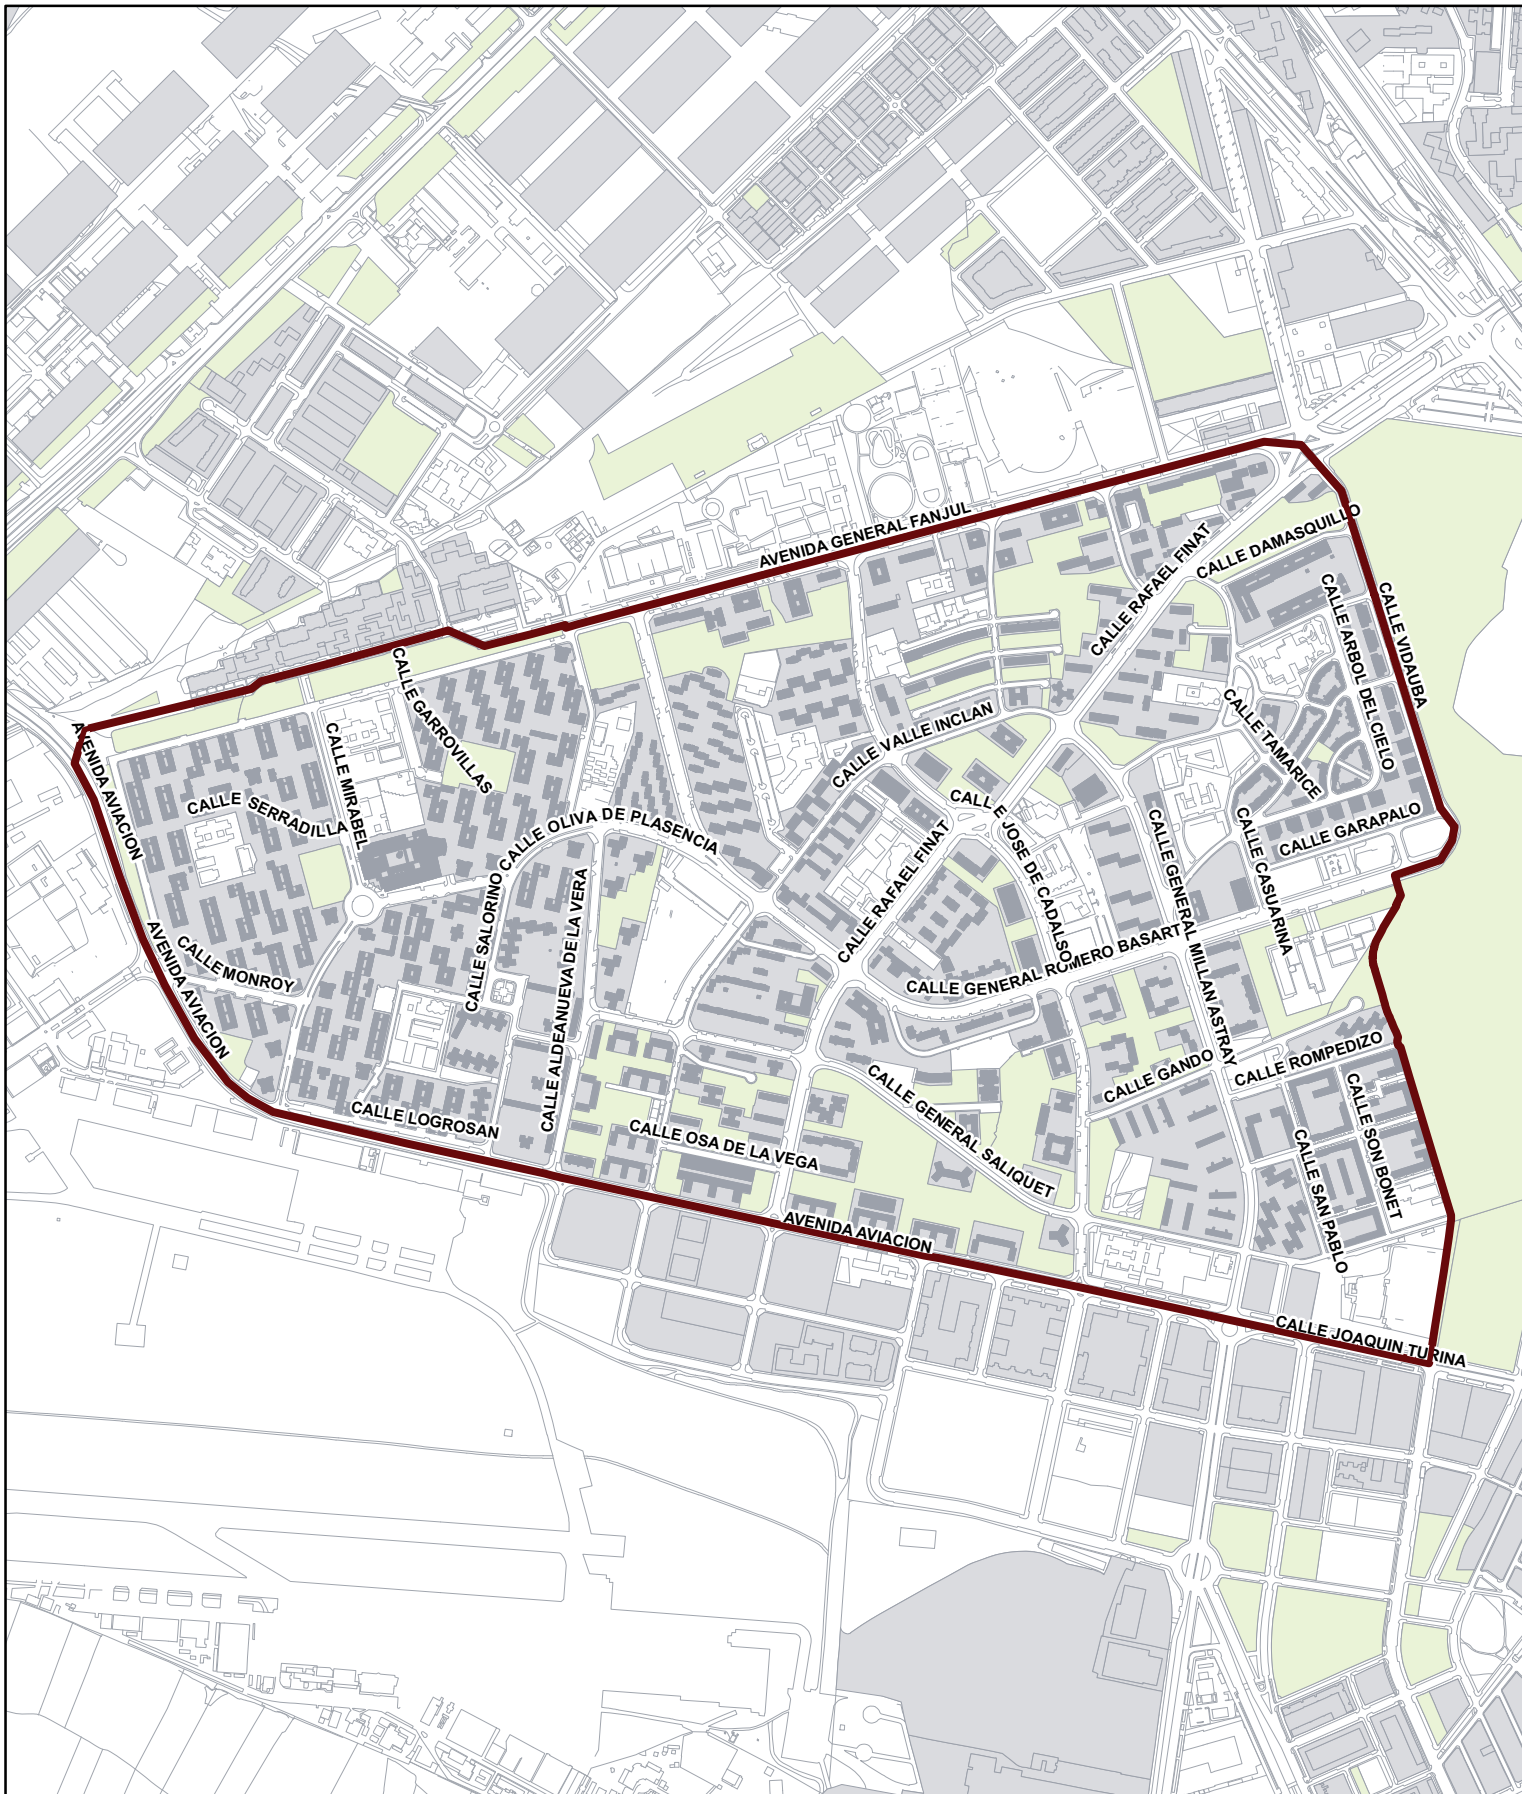 AVENIDA GENERAL FANJUL
CALLE RAFAEL FINAT
CALLE DAMASQUILLO
CALLE ARBOL DEL CIELO
CALLE VIDAUBA
CALLE GARROVILLAS
CALLE MIRABEL
CALLE VALLE INCLAN
CALLE TAMARICE
AVENIDA AVIACION
CALLE SERRADILLA
CALLE OLIVA DE PLASENCIA
CALLE JOSE DE CADALSO
CALLE RAFAEL FINAT
CALLE GENERAL MILLAN ASTRAY
CALLE CASUARINA
CALLE GARAPALO
CALLE SALORINO
CALLE ALDEANUEVA DE LA VERA
AVENIDA AVIACION
CALLE MONROY
CALLE GENERAL ROMERO BASART
CALLE GANDO
CALLE ROMPEDIZO
CALLE LOGROSAN
CALLE OSA DE LA VEGA
CALLE GENERAL SALIQUET
CALLE SON BONET
CALLE SAN PABLO
AVENIDA AVIACION
CALLE JOAQUIN TURINA